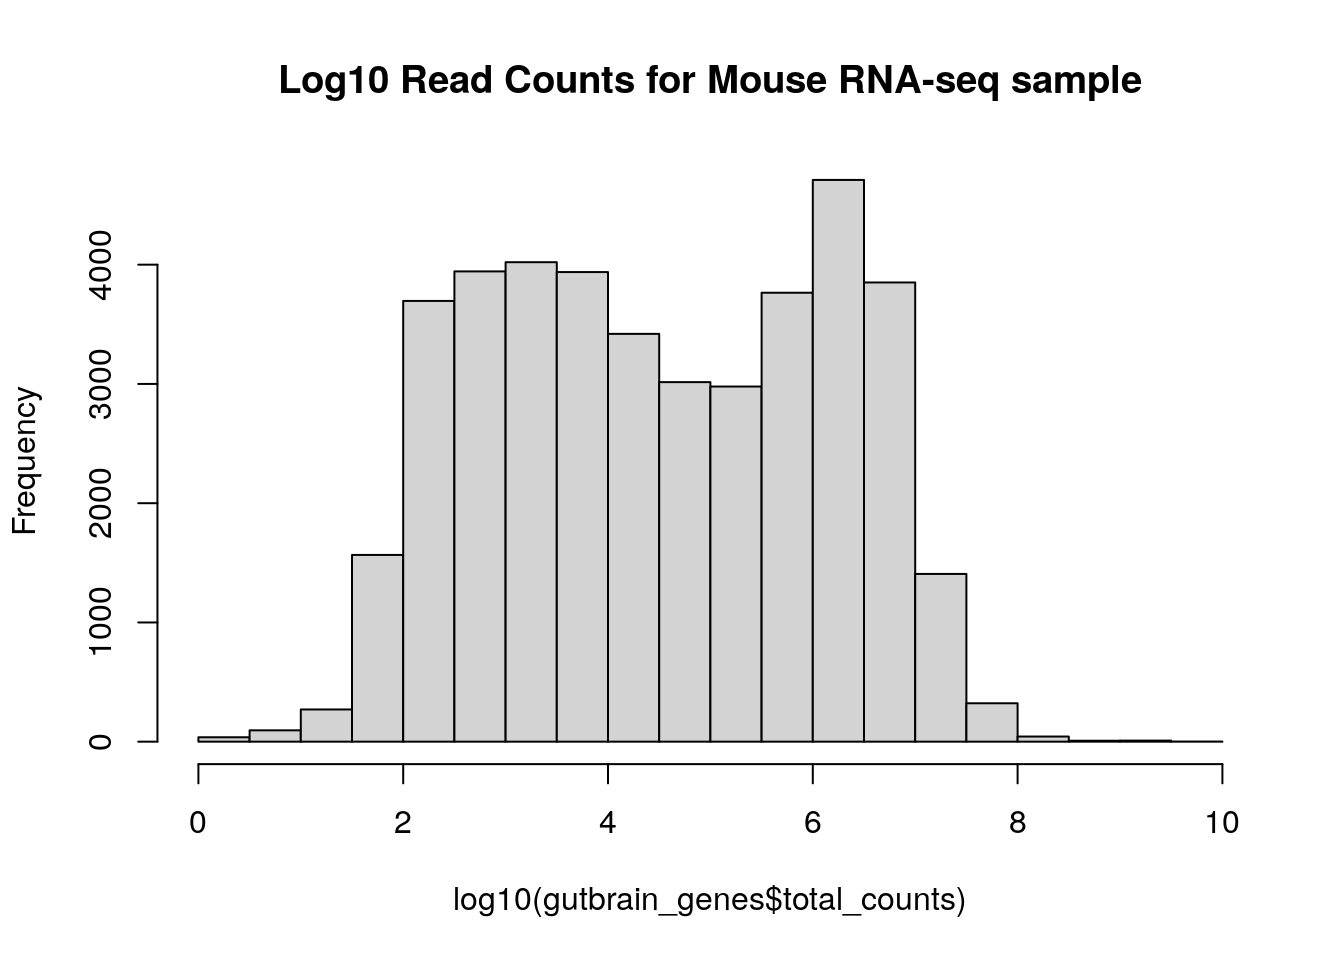 Log10 Read Counts for Mouse RNA-seq sample
Frequency
4000
3000
2000
1000
0
0 2 4 6 8 10
log10(gutbrain_genes$total_counts)